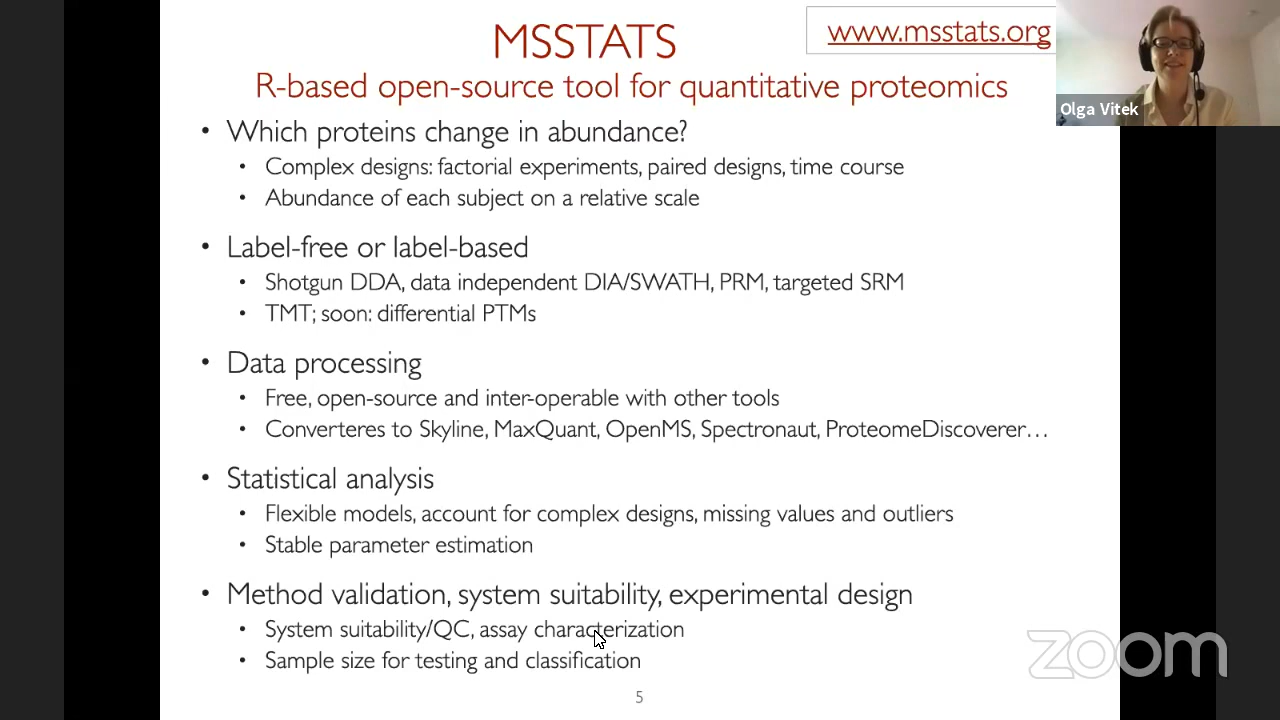 MSSTATS
www.msstats.org
R-based open-source tool for quantitative proteomics
Olga Vitek
• Which proteins change in abundance?
• Complex designs: factorial experiments, paired designs, time course
• Abundance of each subject on a relative scale
• Label-free or label-based
• Shotgun DDA, data independent DIA/SWATH, PRM, targeted SRM
• TMT; soon: differential PTMs
• Data processing
• Free, open-source and inter-operable with other tools
• Converteres to Skyline, MaxQuant, OpenMS, Spectronaut, ProteomeDiscoverer…
• Statistical analysis
• Flexible models, account for complex designs, missing values and outliers
• Stable parameter estimation
• Method validation, system suitability, experimental design
• System suitability/QC, assay characterization
• Sample size for testing and classification
zoom
5